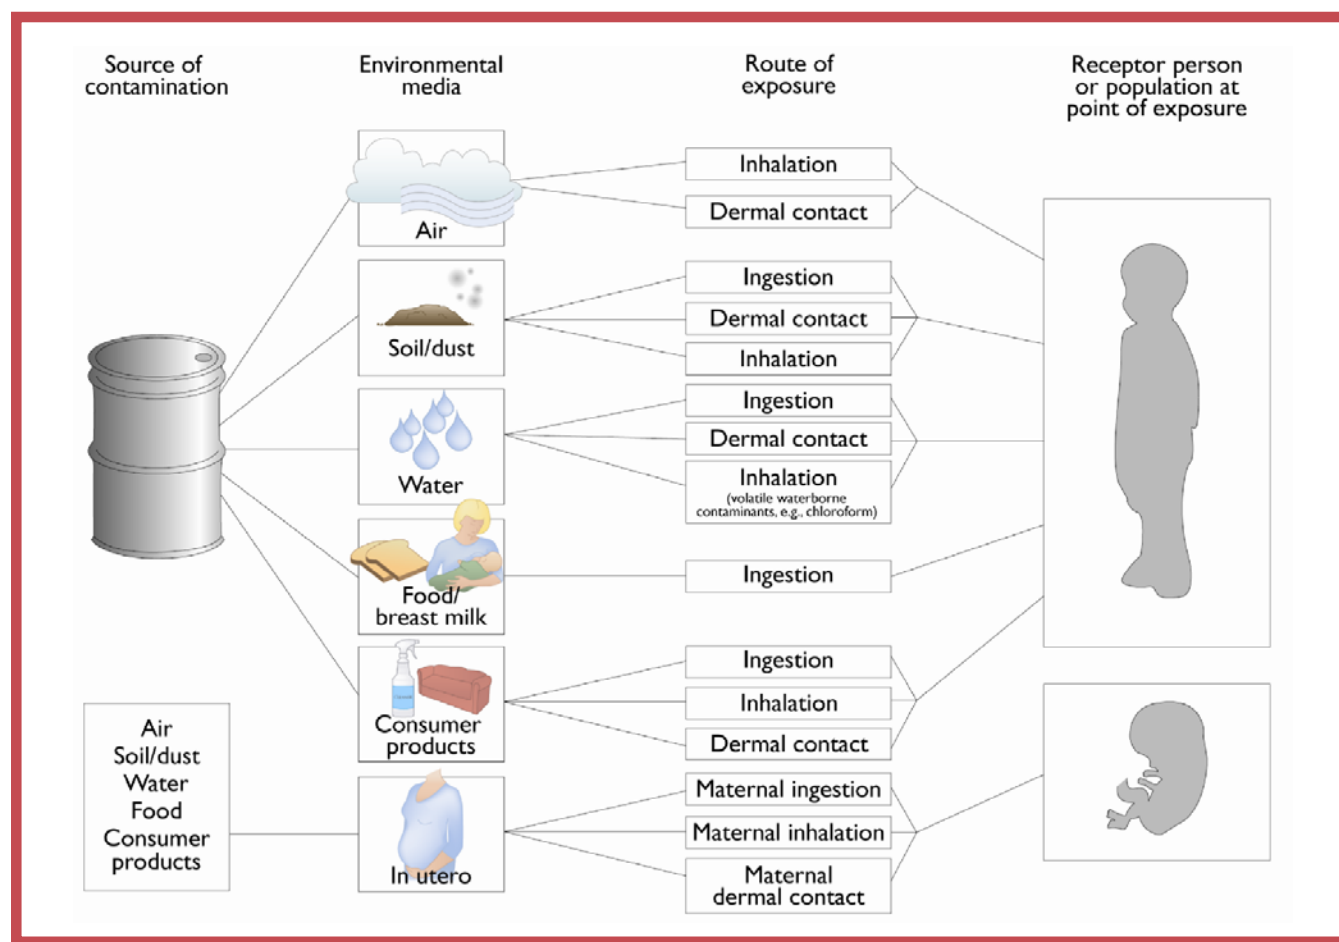 Source of
contamination
Environmental
media
Route of
exposure
Receptor person
or population at
point of exposure
Air
Inhalation
Dermal contact
Soil/dust
Ingestion
Dermal contact
Inhalation
Water
Ingestion
Dermal contact
Inhalation
(volatile waterborne
contaminants, e.g., chloroform)
Food/
breast milk
Ingestion
Consumer
products
Ingestion
Inhalation
Dermal contact
Air
Soil/dust
Water
Food
Consumer
products
In utero
Maternal ingestion
Maternal inhalation
Maternal
dermal contact